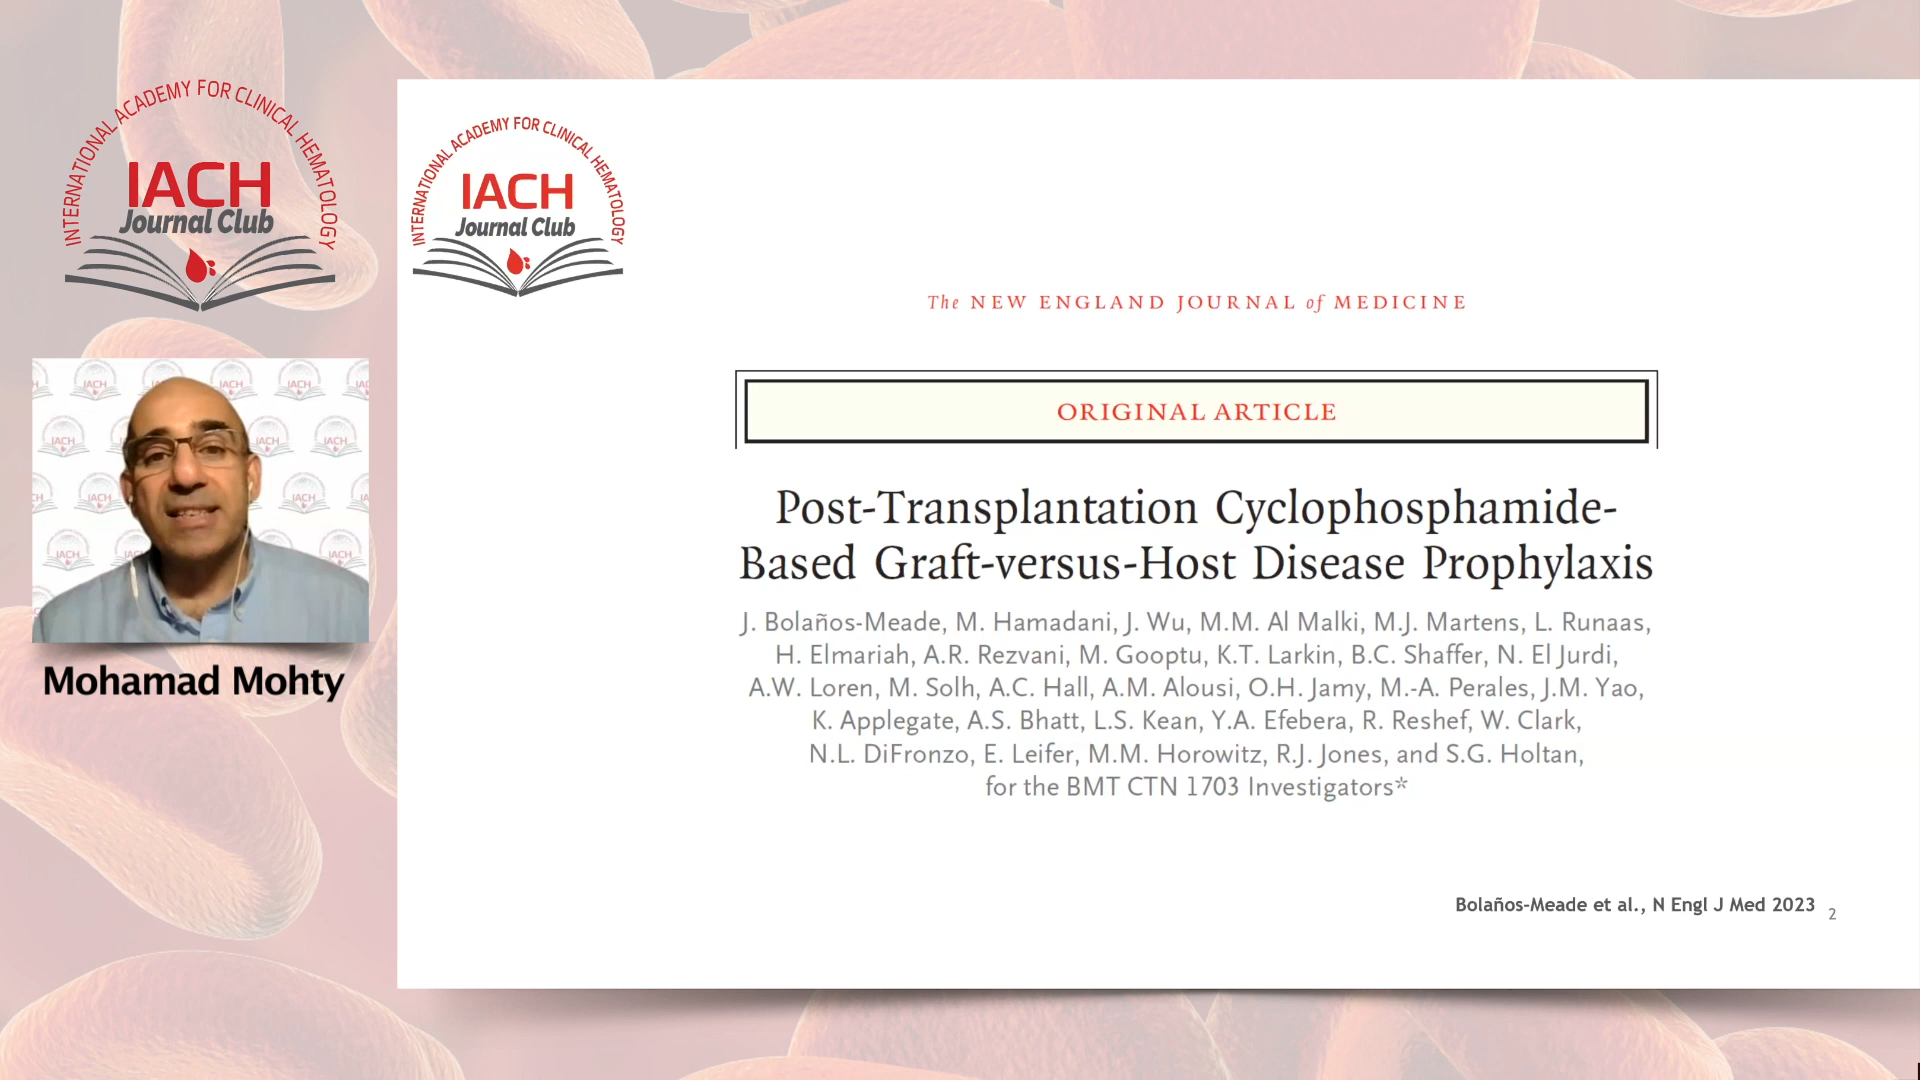 INTERNATIONAL ACADEMY FOR CLINICAL HEMATOLOGY
IACH
Journal Club
Mohamad Mohty
INTERNATIONAL ACADEMY FOR CLINICAL HEMATOLOGY
IACH
Journal Club
The NEW ENGLAND JOURNAL of MEDICINE
ORIGINAL ARTICLE
Post-Transplantation Cyclophosphamide-
Based Graft-versus-Host Disease Prophylaxis
J. Bolaños-Meade, M. Hamadani, J. Wu, M.M. Al Malki, M.J. Martens, L. Runaas,
H. Elmariah, A.R. Rezvani, M. Gooptu, K.T. Larkin, B.C. Shaffer, N. El Jurdi,
A.W. Loren, M. Solh, A.C. Hall, A.M. Alousi, O.H. Jamy, M.-A. Perales, J.M. Yao,
K. Applegate, A.S. Bhatt, L.S. Kean, Y.A. Efebera, R. Reshef, W. Clark,
N.L. DiFronzo, E. Leifer, M.M. Horowitz, R.J. Jones, and S.G. Holtan,
for the BMT CTN 1703 Investigators*
Bolaños-Meade et al., N Engl J Med 2023
2